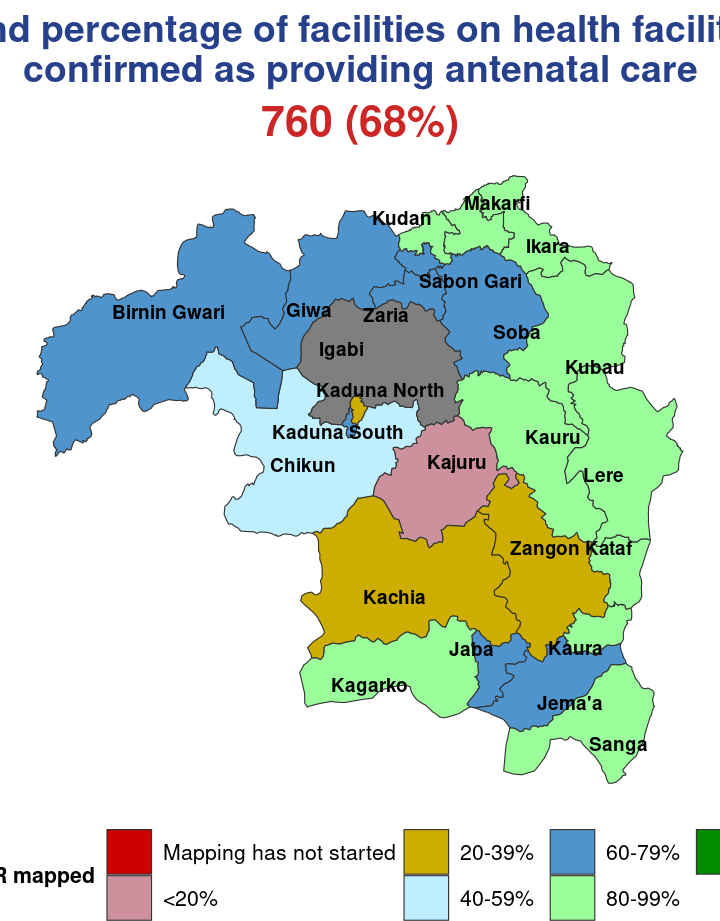 nd percentage of facilities on health facilit
confirmed as providing antenatal care
760 (68%)
Makarfi
Kudan
Ikara
Sabon Gari
Birnin Gwari
Giwa
Zaria
Soba
Igabi
Kubau
Kaduna North
Kaduna South
Kauru
Chikun
Kajuru
Lere
Zangon Kataf
Kachia
Jaba
Kaura
Kagarko
Jema'a
Sanga
R mapped
Mapping has not started
20-39%
60-79%
<20%
40-59%
80-99%